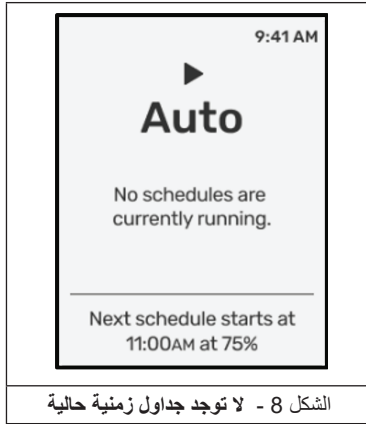 9:41 AM
Auto
No schedules are
currently running.
Next schedule starts at
11:00AM at 75%
الشكل 8 - لا توجد جداول زمنية حالية